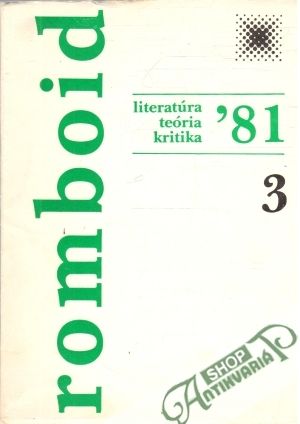 romboid
literatúra
teória
kritika
'81
3
SHOP
ANTIKVARIÁT